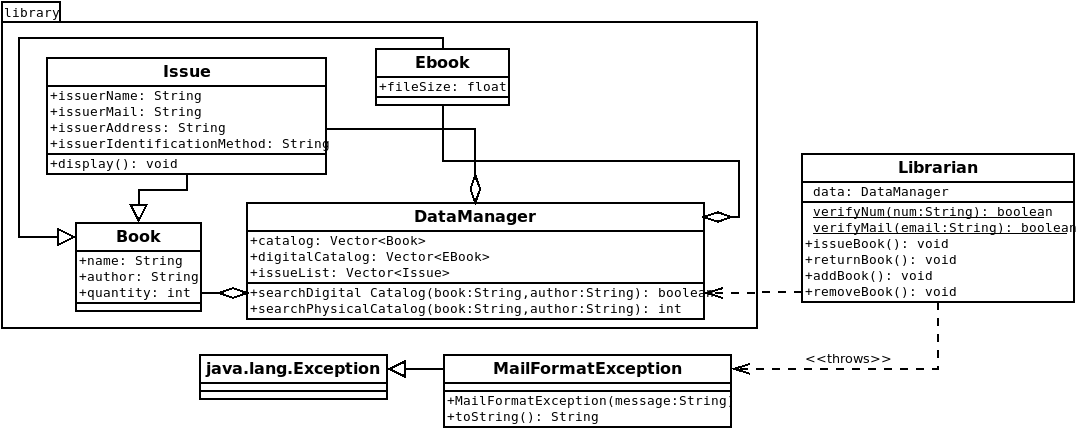 library
Issue
+issuerName: String
+issuerMail: String
+issuerAddress: String
+issuerIdentificationMethod: String
+display(): void
Ebook
+fileSize: float
Book
+name: String
+author: String
+quantity: int
DataManager
+catalog: Vector<Book>
+digitalCatalog: Vector<EBook>
+issueList: Vector<Issue>
+searchDigital Catalog(book:String,author:String): boolean
+searchPhysicalCatalog(book:String,author:String): int
Librarian
data: DataManager
verifyNum(num:String): boolean
verifyMail(email:String): boolean
+issueBook(): void
+returnBook(): void
+addBook(): void
+removeBook(): void
java.lang.Exception
MailFormatException
+MailFormatException(message:String)
+toString(): String
<<throws>>